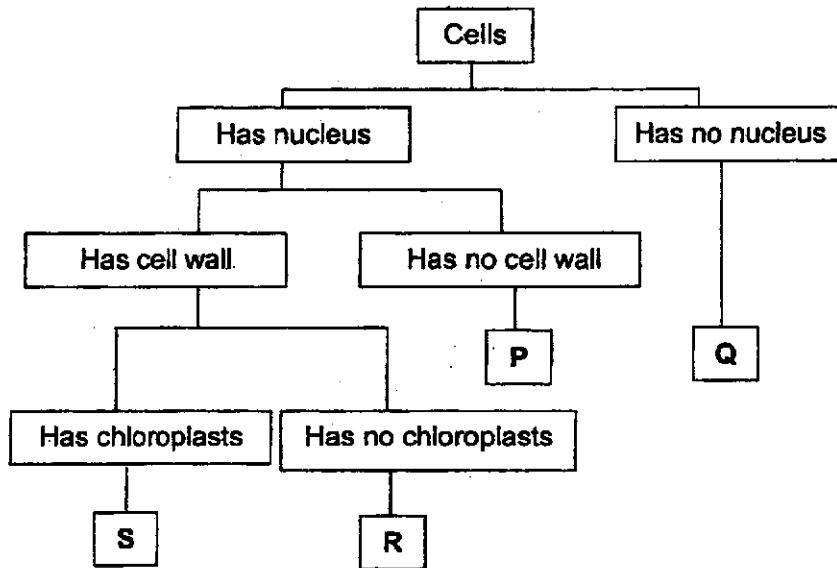 Cells
Has nucleus
Has no nucleus
Has cell wall
Has no cell wall
P
Q
Has chloroplasts
Has no chloroplasts
S
R